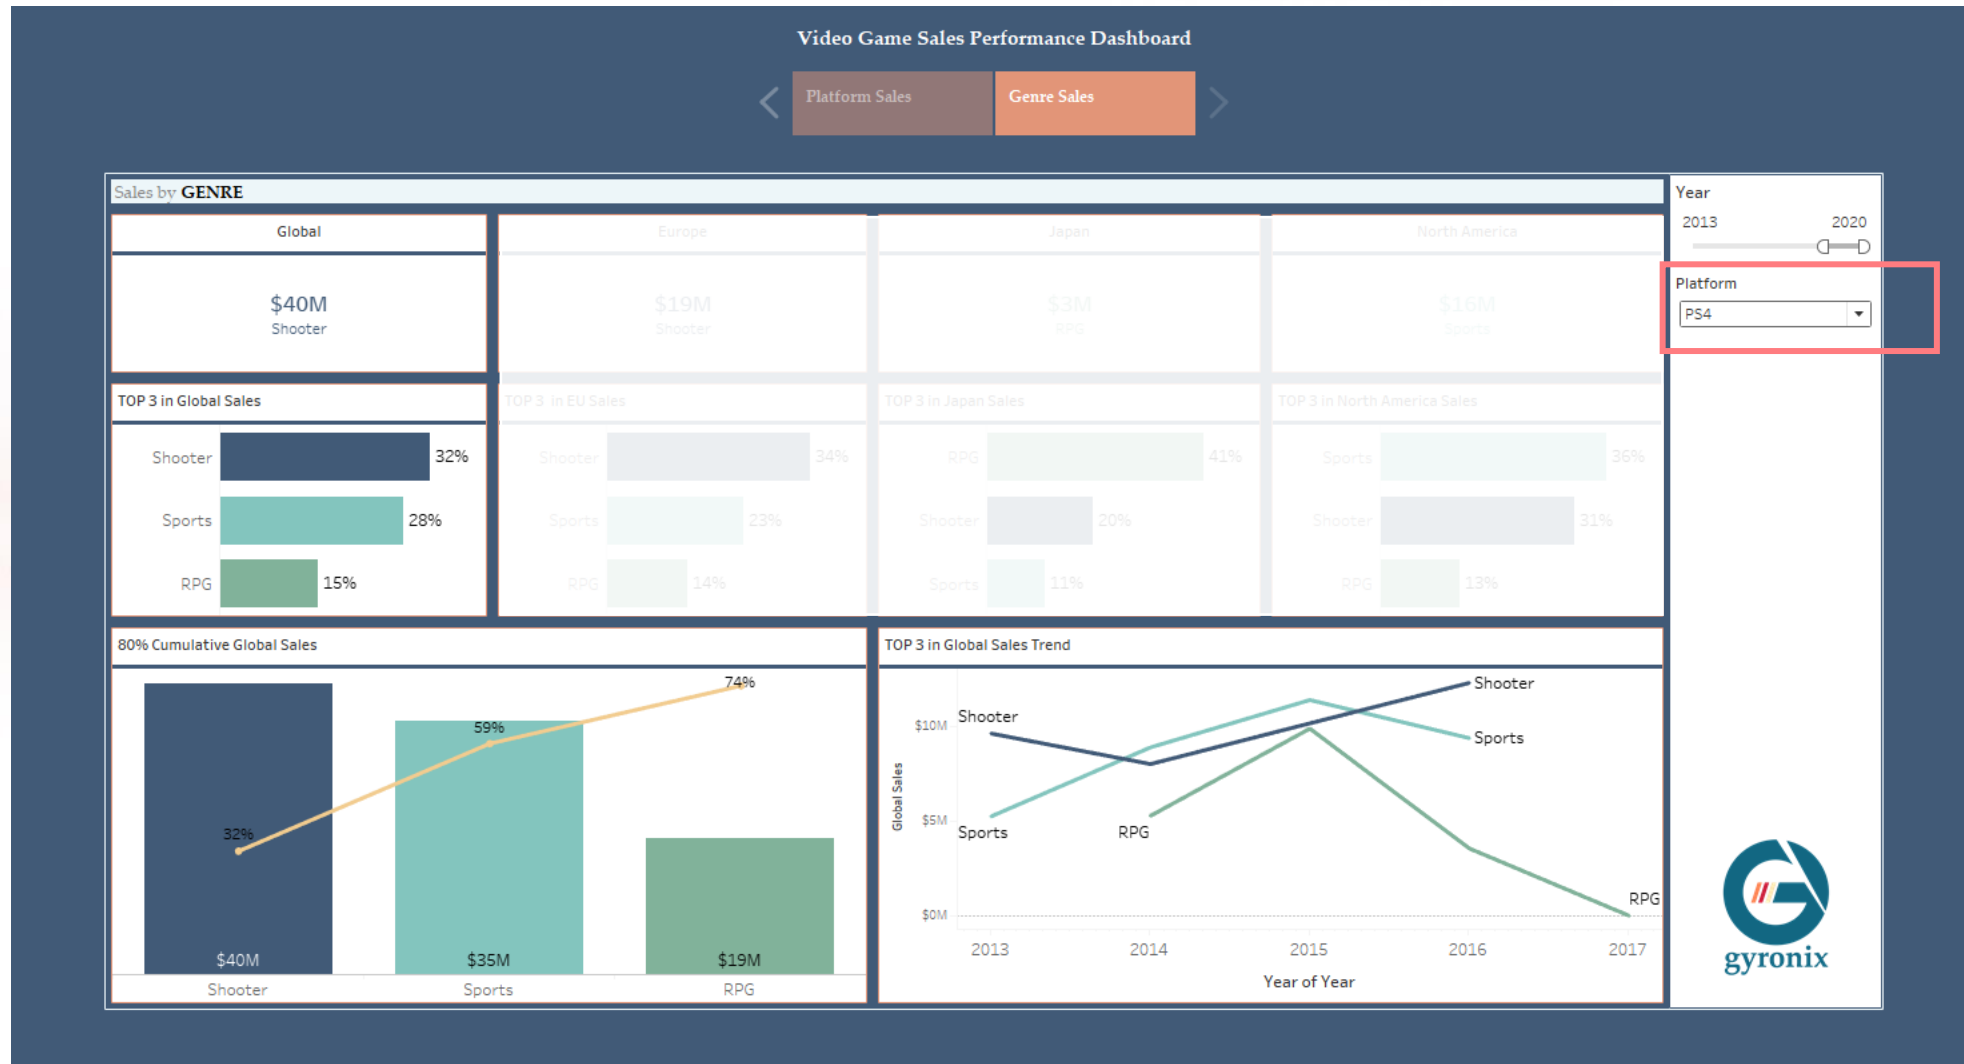 Video Game Sales Performance Dashboard
Platform Sales
Genre Sales
Sales by GENRE
Global
Europe
Japan
North America
$40M
Shooter
$19M
Shooter
$3M
RPG
$16M
Sports
Year
2013 2020
Platform
PS4
TOP 3 in Global Sales
Shooter 32%
Sports 28%
RPG 15%
TOP 3 in EU Sales
Shooter 34%
Sports 23%
RPG 14%
TOP 3 in Japan Sales
RPG 41%
Shooter 20%
Sports 11%
TOP 3 in North America Sales
Sports 36%
Shooter 31%
RPG 13%
80% Cumulative Global Sales
74%
59%
32%
$40M $35M $19M
Shooter Sports RPG
TOP 3 in Global Sales Trend
Global Sales
$10M
$5M
$0M
Shooter
Sports
RPG
Shooter
Sports
RPG
2013 2014 2015 2016 2017
Year of Year
gyronix